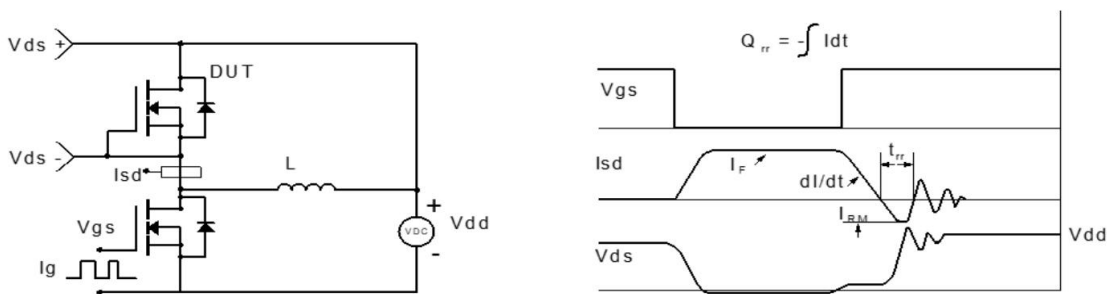 Vds +
DUT
Vds -
Isd
L
Vgs
+
VDC
-
Vdd
Ig
Q rr = -∫ Idt
Vgs
Isd
I F
dI/dt
t rr
I RM
Vds
Vdd